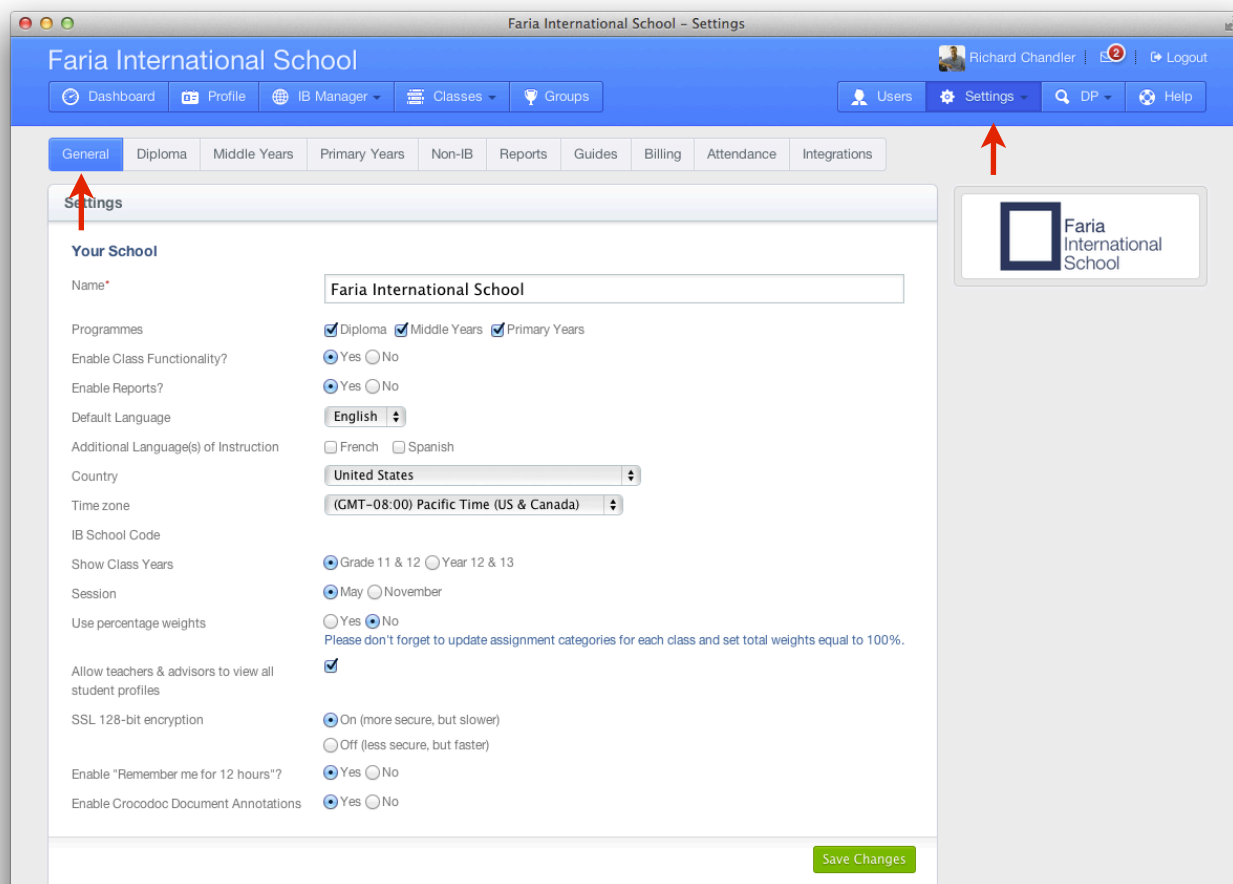 Faria International School – Settings
Faria International School
Richard Chandler
2
Logout
Dashboard
Profile
IB Manager
Classes
Groups
Users
Settings
DP
Help
General
Diploma
Middle Years
Primary Years
Non-IB
Reports
Guides
Billing
Attendance
Integrations
Settings
Faria
International
School
Your School
Name*
Faria International School
Programmes
Diploma Middle Years Primary Years
Enable Class Functionality?
Yes No
Enable Reports?
Yes No
Default Language
English
Additional Language(s) of Instruction
French Spanish
Country
United States
Time zone
(GMT-08:00) Pacific Time (US & Canada)
IB School Code
Show Class Years
Grade 11 & 12 Year 12 & 13
Session
May November
Use percentage weights
Yes No
Please don't forget to update assignment categories for each class and set total weights equal to 100%.
Allow teachers & advisors to view all
student profiles
SSL 128-bit encryption
On (more secure, but slower)
Off (less secure, but faster)
Enable "Remember me for 12 hours"?
Yes No
Enable Crocodoc Document Annotations
Yes No
Save Changes